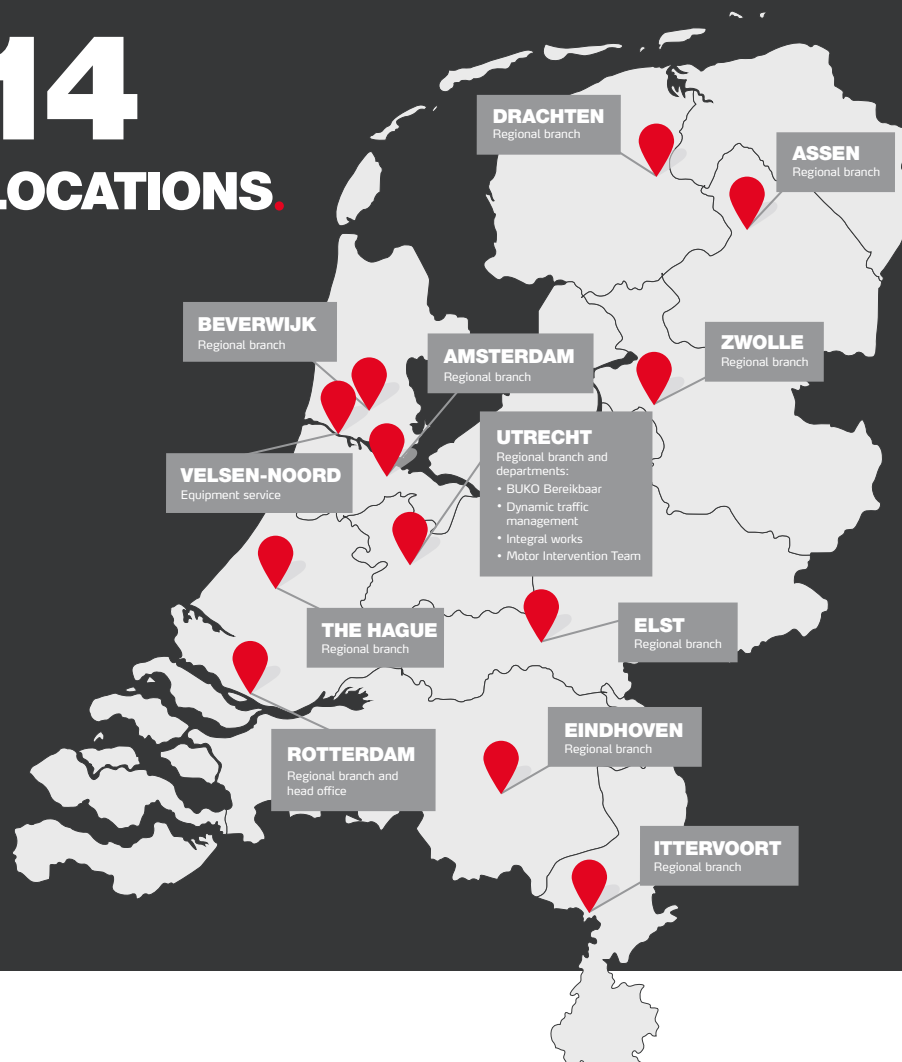 14
LOCATIONS.
DRACHTEN
Regional branch
ASSEN
Regional branch
BEVERWIJK
Regional branch
AMSTERDAM
Regional branch
ZWOLLE
Regional branch
UTRECHT
Regional branch and
departments:
• BUKO Bereikbaar
• Dynamic traffic
management
• Integral works
• Motor Intervention Team
VELSEN-NOORD
Equipment service
THE HAGUE
Regional branch
ELST
Regional branch
EINDHOVEN
Regional branch
ROTTERDAM
Regional branch and
head office
ITTERVOORT
Regional branch